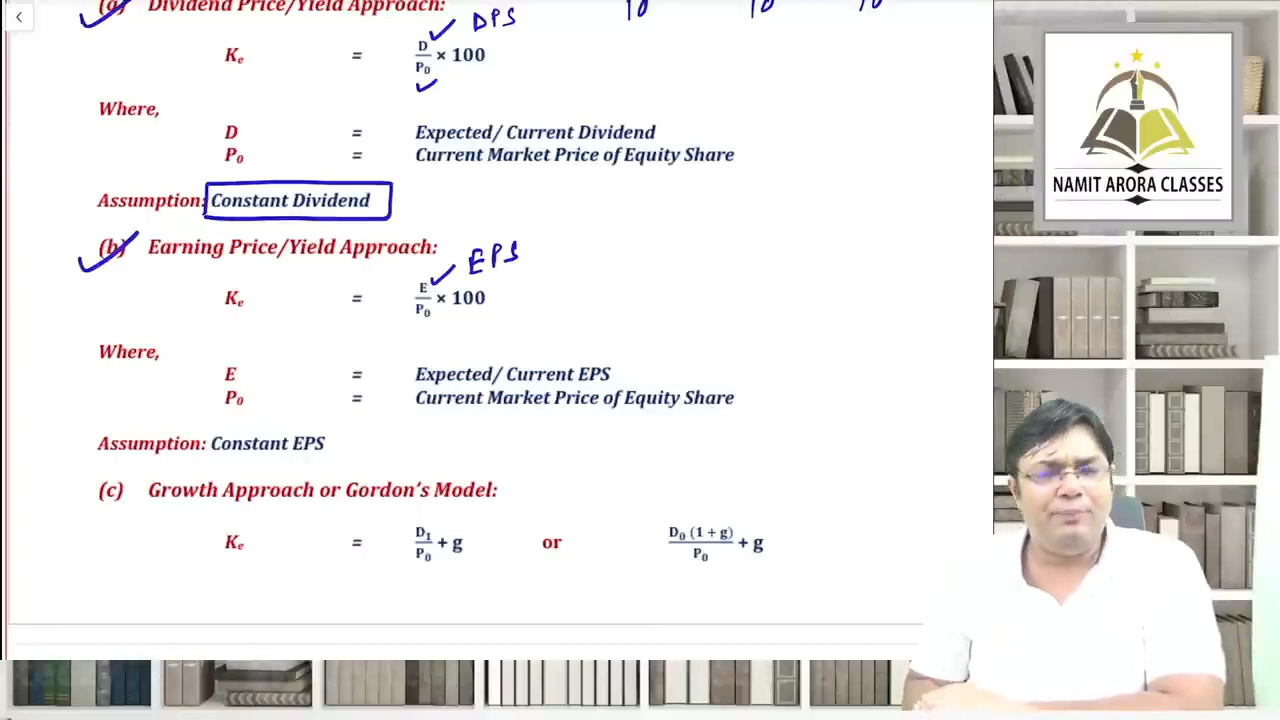 (a) Dividend Price/Yield Approach: 10 10 10
DPS
Ke = D/P0 × 100
Where,
D = Expected/ Current Dividend
P0 = Current Market Price of Equity Share
Assumption: Constant Dividend
(b) Earning Price/Yield Approach:
EPS
Ke = E/P0 × 100
Where,
E = Expected/ Current EPS
P0 = Current Market Price of Equity Share
Assumption: Constant EPS
(c) Growth Approach or Gordon's Model:
Ke = D1/P0 + g or D0 (1 + g)/P0 + g
NAMIT ARORA CLASSES